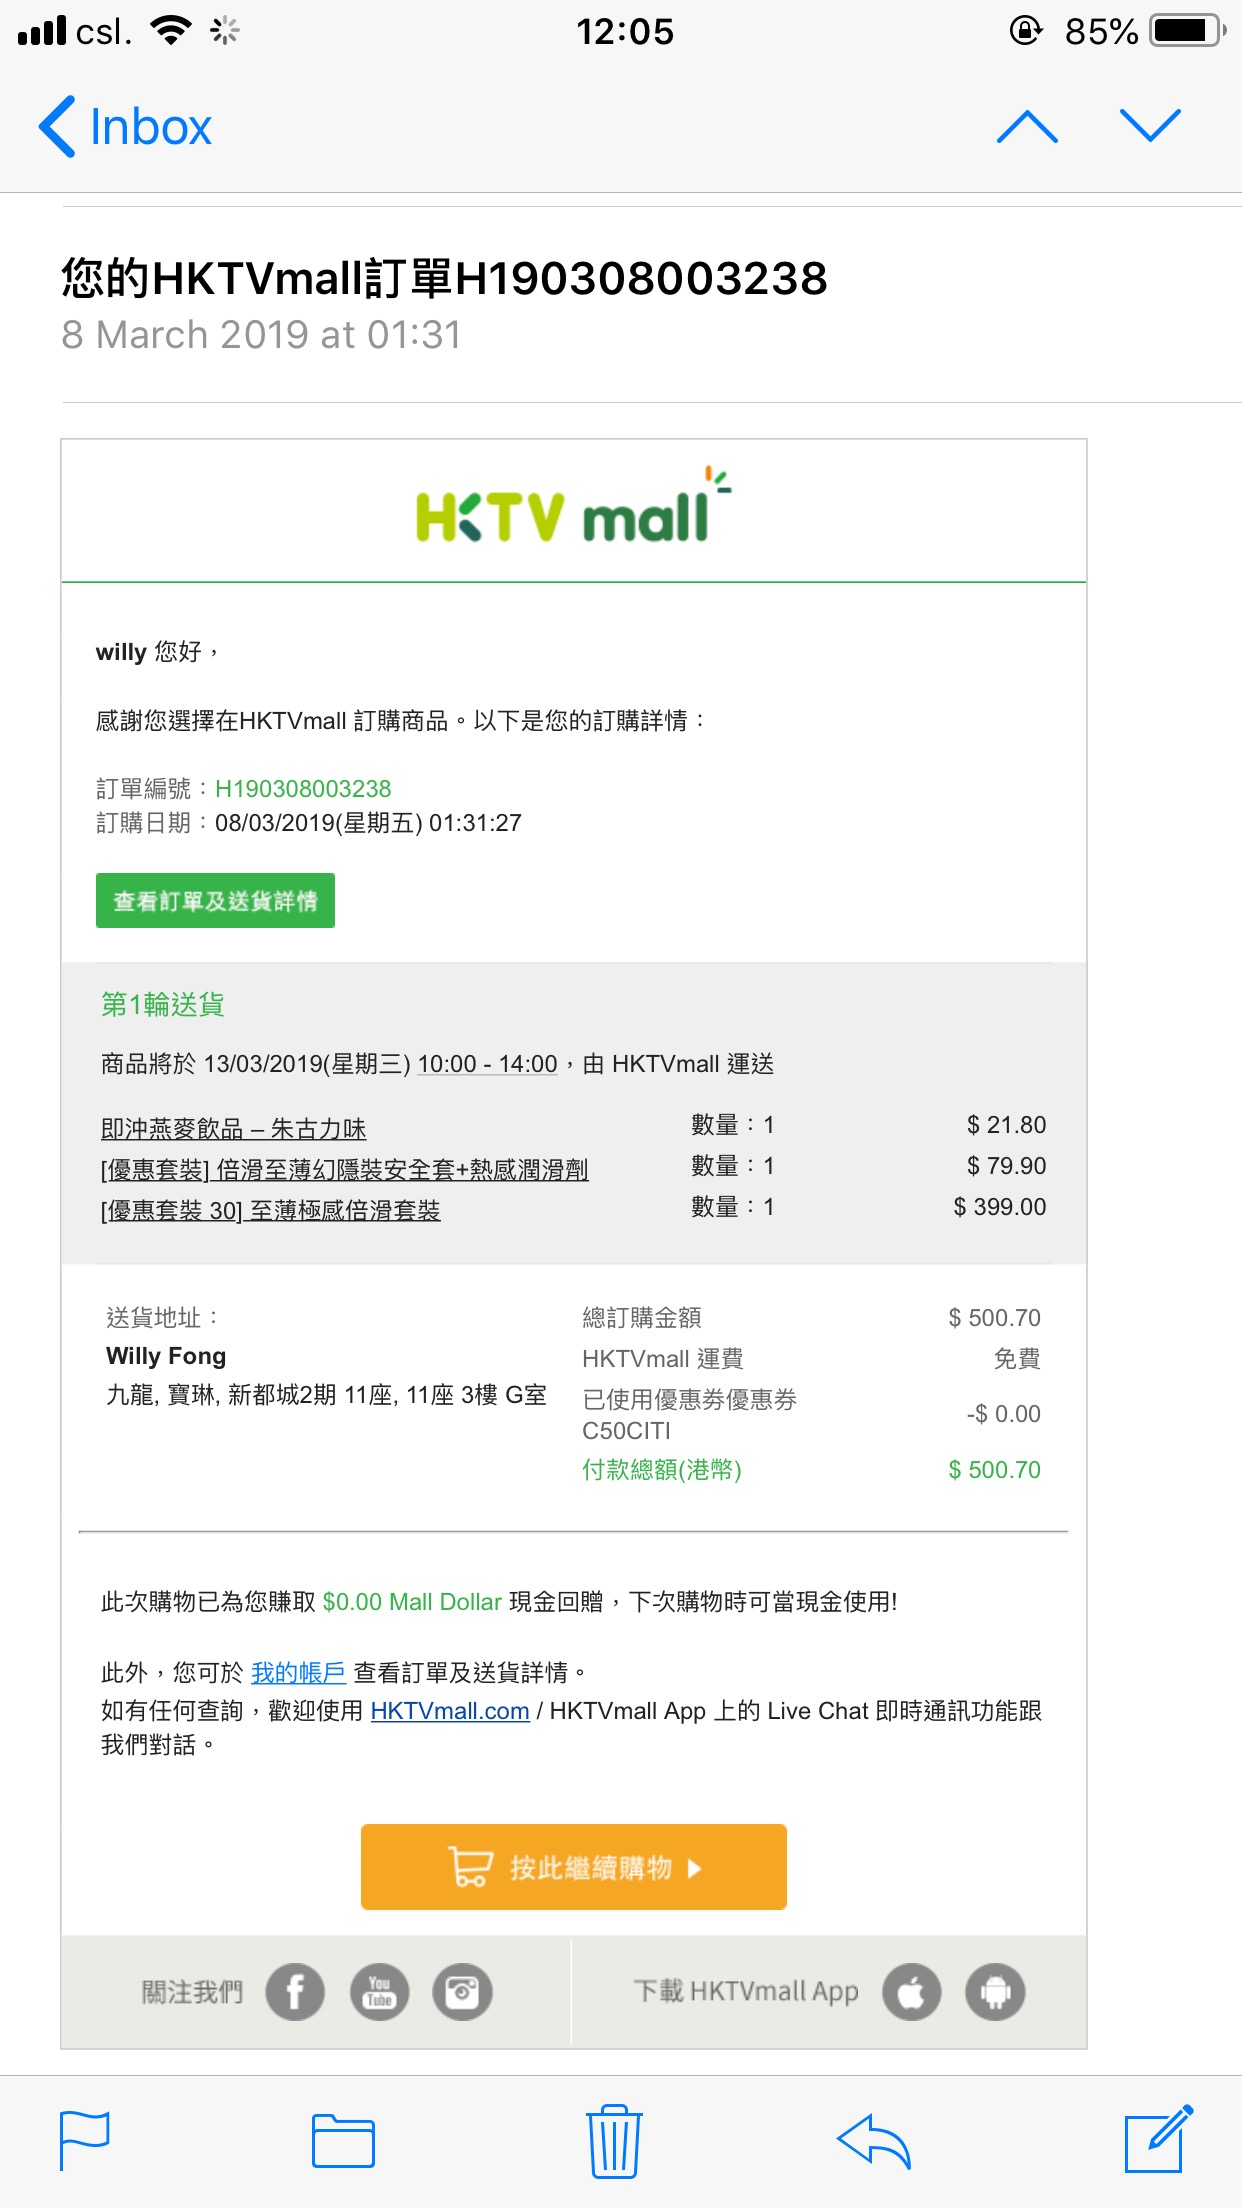 csl. 12:05 85%
Inbox
您的HKTVmall訂單H190308003238
8 March 2019 at 01:31
HKTV mall
willy 您好，
感謝您選擇在HKTVmall 訂購商品。以下是您的訂購詳情：
訂單編號：H190308003238
訂購日期：08/03/2019(星期五) 01:31:27
查看訂單及送貨詳情
第1輪送貨
商品將於 13/03/2019(星期三) 10:00 - 14:00，由 HKTVmall 運送
即沖燕麥飲品 – 朱古力味 數量：1 $ 21.80
[優惠套裝] 倍滑至薄幻隱裝安全套+熱感潤滑劑 數量：1 $ 79.90
[優惠套裝 30] 至薄極感倍滑套裝 數量：1 $ 399.00
送貨地址：
Willy Fong
九龍, 寶琳, 新都城2期 11座, 11座 3樓 G室
總訂購金額 $ 500.70
HKTVmall 運費 免費
已使用優惠券優惠券
C50CITI -$ 0.00
付款總額(港幣) $ 500.70
此次購物已為您賺取 $0.00 Mall Dollar 現金回贈，下次購物時可當現金使用!
此外，您可於 我的帳戶 查看訂單及送貨詳情。
如有任何查詢，歡迎使用 HKTVmall.com / HKTVmall App 上的 Live Chat 即時通訊功能跟
我們對話。
按此繼續購物
關注我們 You Tube 下載 HKTVmall App